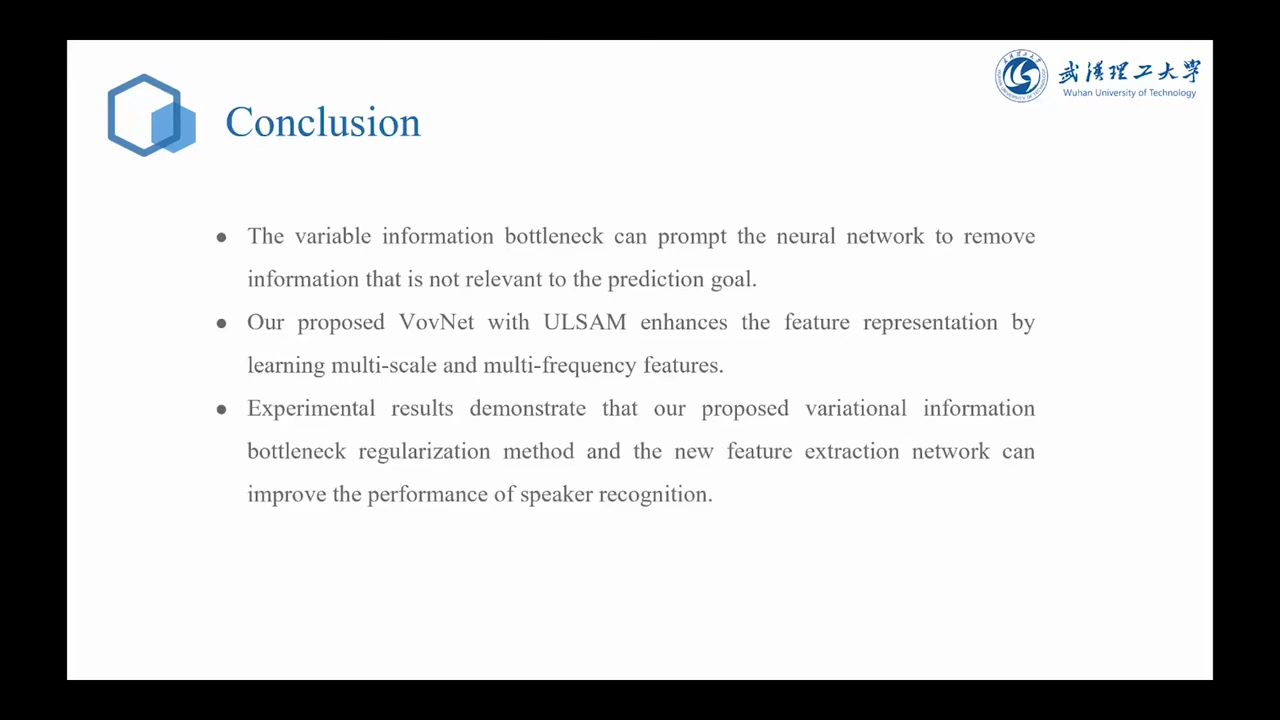 武汉理工大学
Wuhan University of Technology
Conclusion
● The variable information bottleneck can prompt the neural network to remove
information that is not relevant to the prediction goal.
● Our proposed VovNet with ULSAM enhances the feature representation by
learning multi-scale and multi-frequency features.
● Experimental results demonstrate that our proposed variational information
bottleneck regularization method and the new feature extraction network can
improve the performance of speaker recognition.